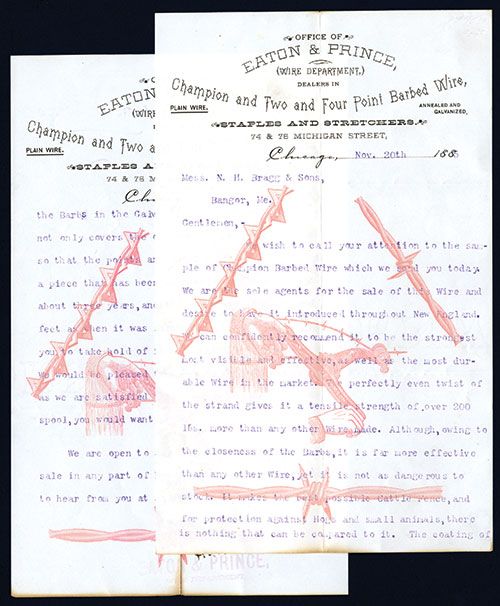 OFFICE OF
EATON & PRINCE,
(WIRE DEPARTMENT,)
DEALERS IN
Champion and Two and Four Point Barbed Wire,
PLAIN WIRE. ANNEALED AND
GALVANIZED,
STAPLES AND STRETCHERS.
74 & 76 MICHIGAN STREET,
Chicago, Nov. 20th 188
Mess. N. H. Bragg & Sons,
Bangor, Me.
Gentlemen,-
We wish to call your attention to the sam-
ple of Champion Barbed Wire which we send you today.
We are the sole agents for the sale of this Wire and
desire to have it introduced throughout New England.
We can confidently recommend it to be the strongest
most visible and effective, as well as the most dur-
able Wire in the market. The perfectly even twist of
the strand gives it a tensile strength of over 200
lbs. more than any other Wire made. Although, owing to
the closeness of the Barbs, it is far more effective
than any other Wire, yet it is not as dangerous to
stock. It makes the best possible Cattle Fence, and
for protection against Hogs and small animals, there
is nothing that can be compared to it. The coating of
EATON
(WIRE
Champion and Two a
PLAIN WIRE.
STAPLES A
74 & 76 M
the Barbs in the Galv
not only covers the
so that the points a
a piece that has been
about three years, an
feet as when it was
you to take hold of
We would be pleased
as we are satisfied
spool, you would want
We are open to
sale in any part of
to hear from you at
EATON & PRINCE,